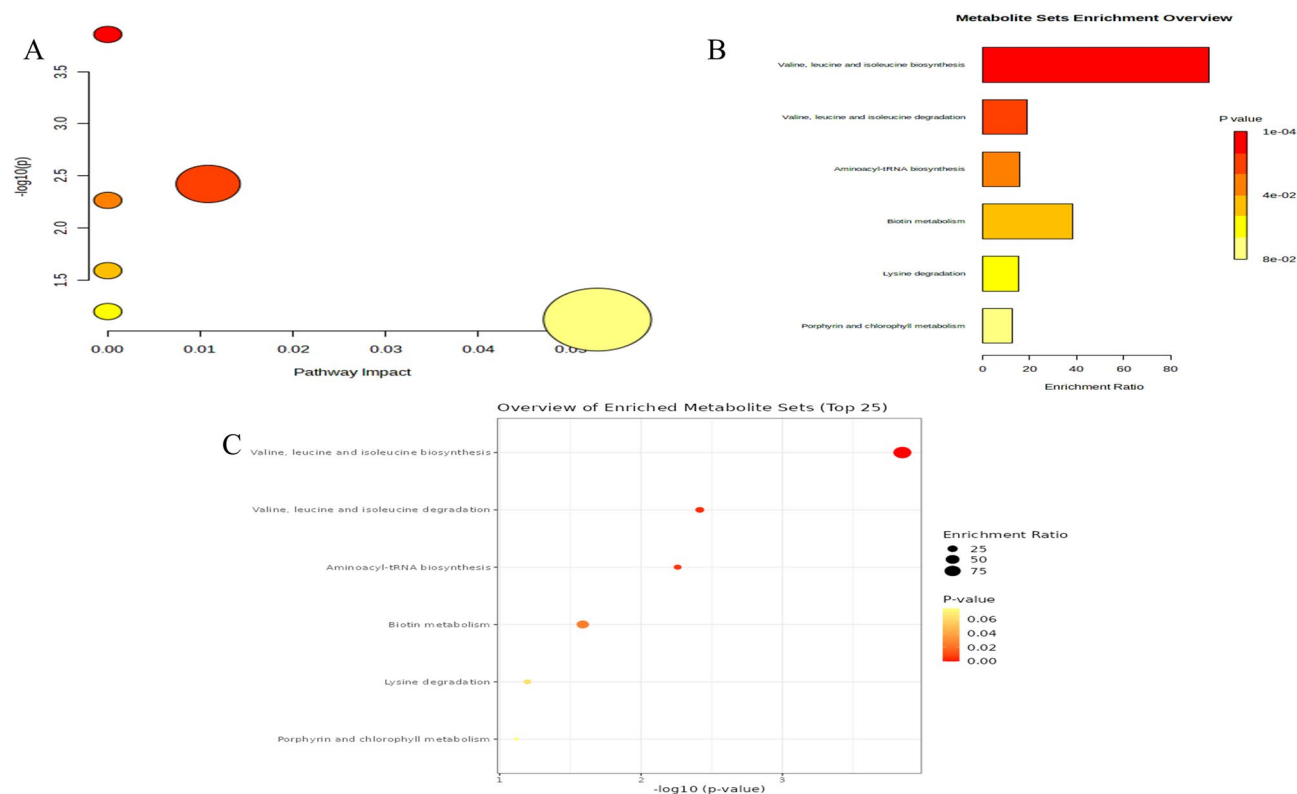 A
3.5
3.0
2.5
2.0
1.5
-log10(p)
0.00 0.01 0.02 0.03 0.04 0.05
Pathway Impact
B
Metabolite Sets Enrichment Overview
Valine, leucine and isoleucine biosynthesis
Valine, leucine and isoleucine degradation
Aminoacyl-tRNA biosynthesis
Biotin metabolism
Lysine degradation
Porphyrin and chlorophyll metabolism
0 20 40 60 80
Enrichment Ratio
P value
1e-04
4e-02
8e-02
C
Overview of Enriched Metabolite Sets (Top 25)
Valine, leucine and isoleucine biosynthesis
Valine, leucine and isoleucine degradation
Aminoacyl-tRNA biosynthesis
Biotin metabolism
Lysine degradation
Porphyrin and chlorophyll metabolism
1 2 3
-log10 (p-value)
Enrichment Ratio
25
50
75
P-value
0.06
0.04
0.02
0.00